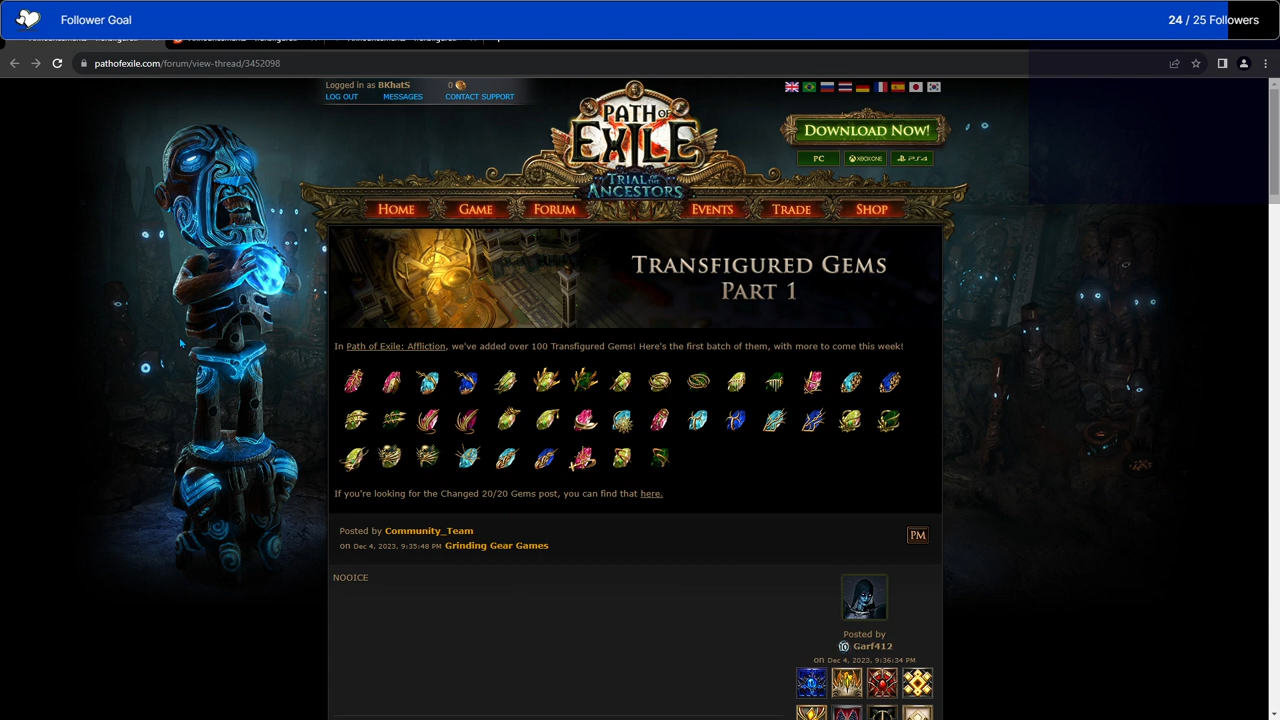 Follower Goal
24 / 25 Followers
pathofexile.com/forum/view-thread/3452098
Logged in as BKhatS
0
LOG OUT
MESSAGES
CONTACT SUPPORT
PATH OF
EXILE
TRIAL OF THE
ANCESTORS
DOWNLOAD NOW!
PC
XBOX ONE
PS4
HOME
GAME
FORUM
EVENTS
TRADE
SHOP
TRANSFIGURED GEMS
PART 1
In Path of Exile: Affliction, we've added over 100 Transfigured Gems! Here's the first batch of them, with more to come this week!
If you're looking for the Changed 20/20 Gems post, you can find that here.
Posted by Community_Team
on Dec 4, 2023, 9:35:48 PM Grinding Gear Games
PM
NOOICE
Posted by
10 Garf412
on Dec 4, 2023, 9:36:34 PM